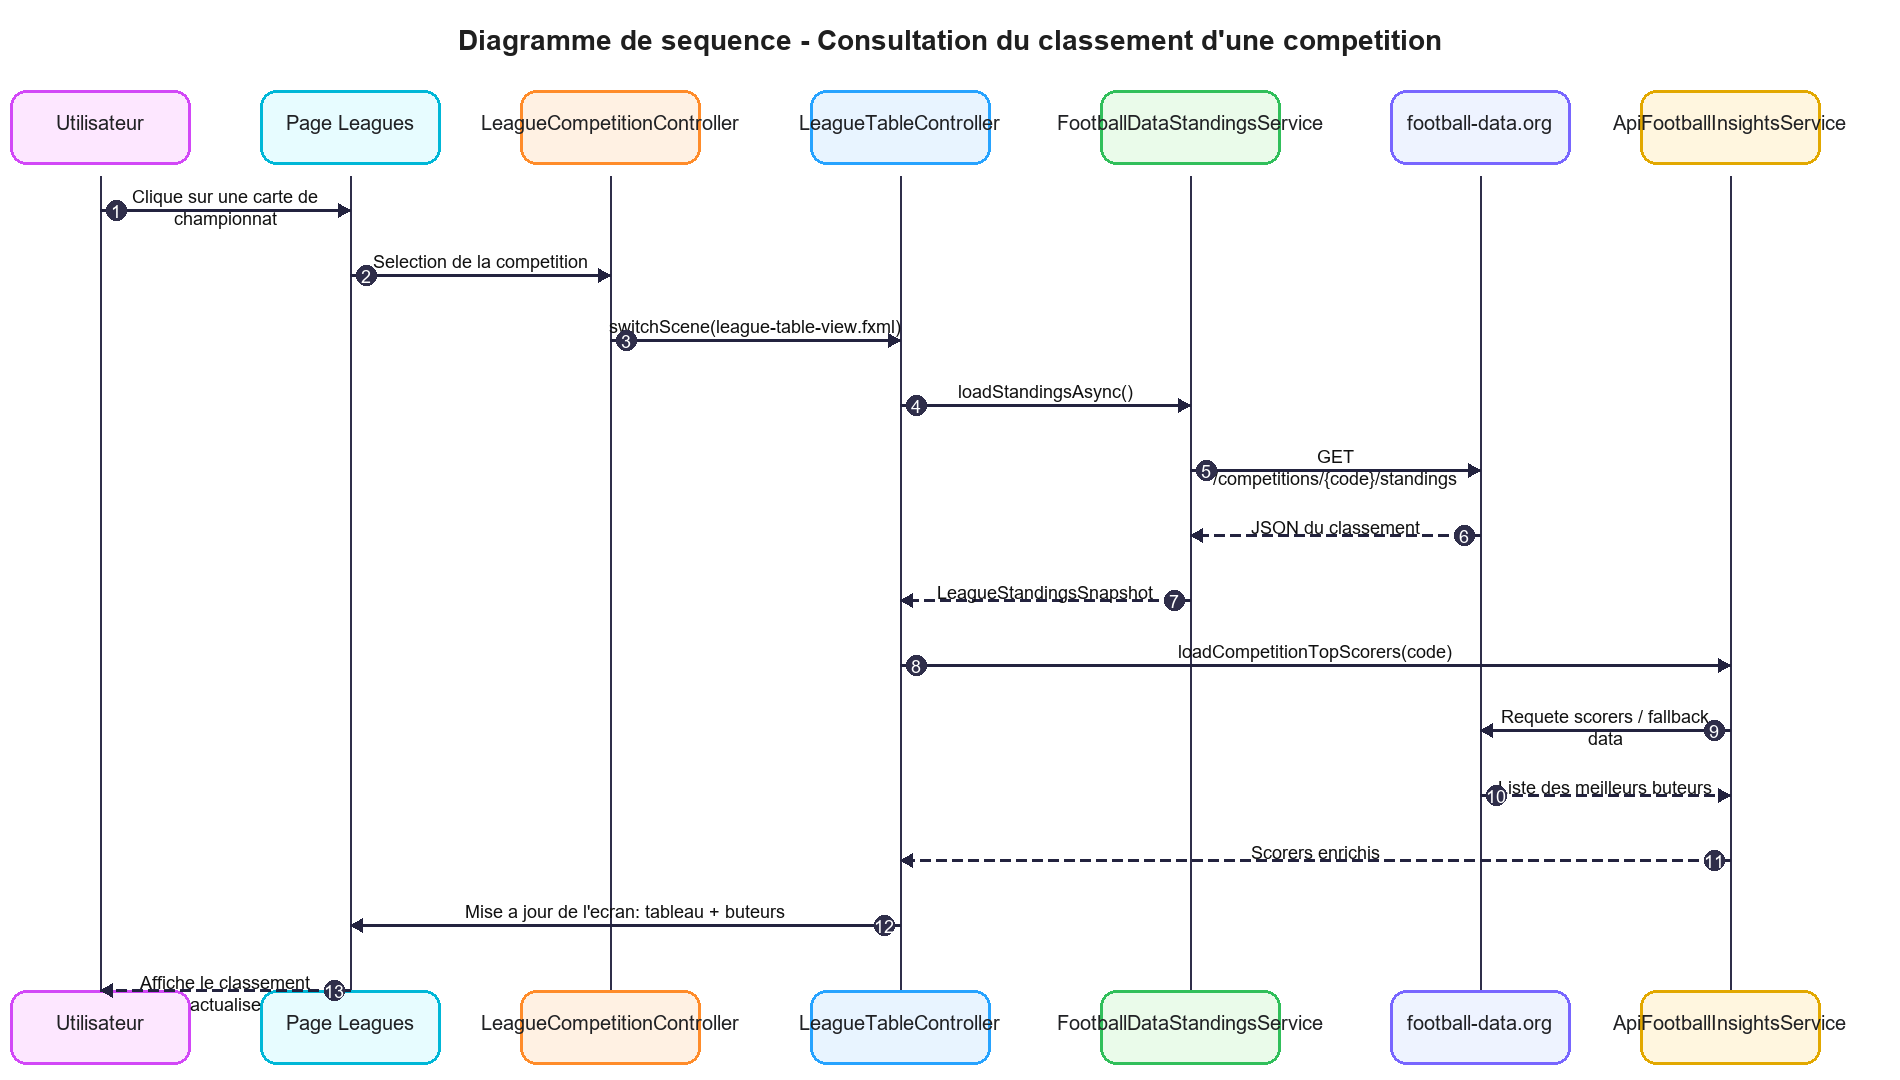 Diagramme de sequence - Consultation du classement d'une competition
Utilisateur
Page Leagues
LeagueCompetitionController
LeagueTableController
FootballDataStandingsService
football-data.org
ApiFootballInsightsService
1
Clique sur une carte de
championnat
2
Selection de la competition
3
switchScene(league-table-view.fxml)
4
loadStandingsAsync()
5
GET
/competitions/{code}/standings
JSON du classement
6
LeagueStandingsSnapshot
7
8
loadCompetitionTopScorers(code)
Requete scorers / fallback
data
9
10
Liste des meilleurs buteurs
Scorers enrichis
11
Mise a jour de l'ecran: tableau + buteurs
12
Affiche le classement
actualise
13
Utilisateur
Page Leagues
LeagueCompetitionController
LeagueTableController
FootballDataStandingsService
football-data.org
ApiFootballInsightsService